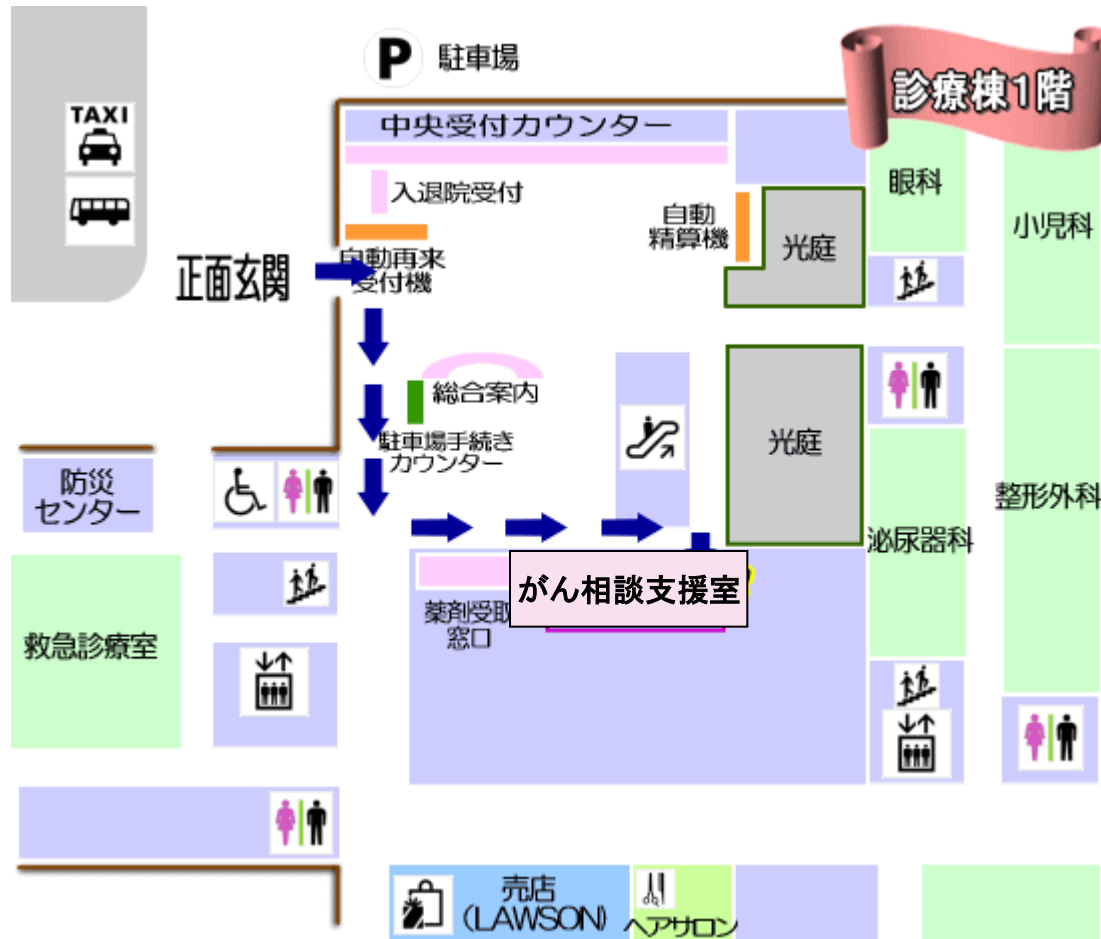 P 駐車場
診療棟1階
TAXI
中央受付カウンター
入退院受付
眼科
小児科
自動
精算機
光庭
正面玄関
自動再来
受付機
総合案内
駐車場手続き
カウンター
光庭
防災
センター
整形外科
泌尿器科
がん相談支援室
薬剤受取
窓口
救急診療室
売店
(LAWSON)
ヘアサロン